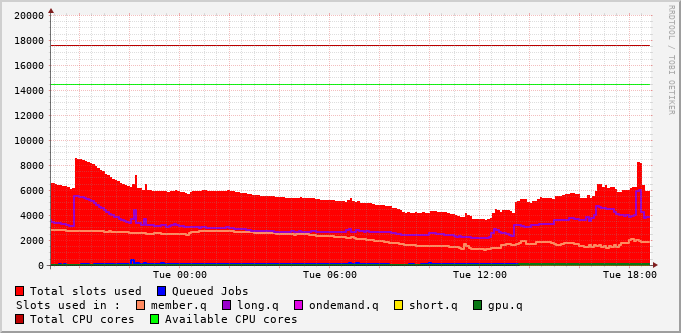 20000
18000
16000
14000
12000
10000
8000
6000
4000
2000
0
Tue 00:00 Tue 06:00 Tue 12:00 Tue 18:00
Total slots used Queued Jobs
Slots used in : member.q long.q ondemand.q short.q gpu.q
Total CPU cores Available CPU cores
RRDTOOL / TOBI OETIKER